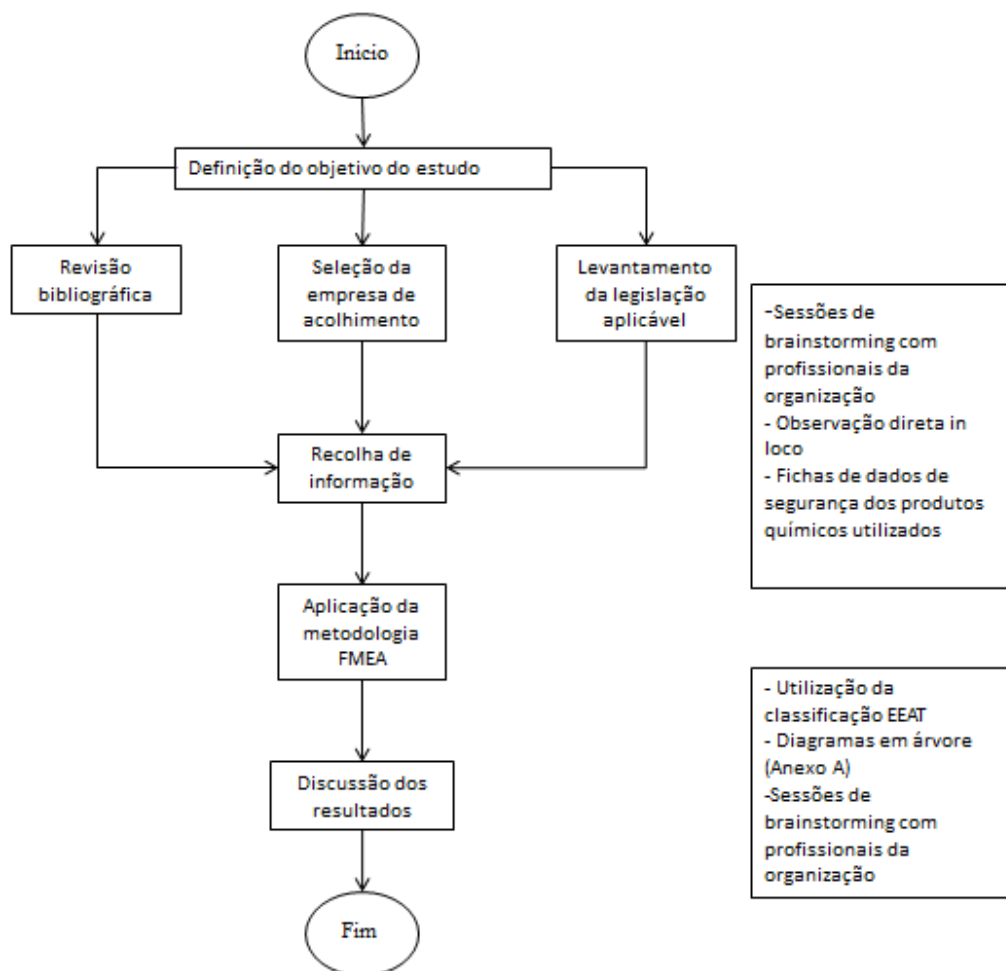 Início
Definição do objetivo do estudo
Revisão
bibliográfica
Seleção da
empresa de
acolhimento
Levantamento
da legislação
aplicável
-Sessões de
brainstorming com
profissionais da
organização
- Observação direta in
loco
- Fichas de dados de
segurança dos produtos
químicos utilizados
Recolha de
informação
Aplicação da
metodologia
FMEA
- Utilização da
classificação EEAT
- Diagramas em árvore
(Anexo A)
-Sessões de
brainstorming com
profissionais da
organização
Discussão dos
resultados
Fim